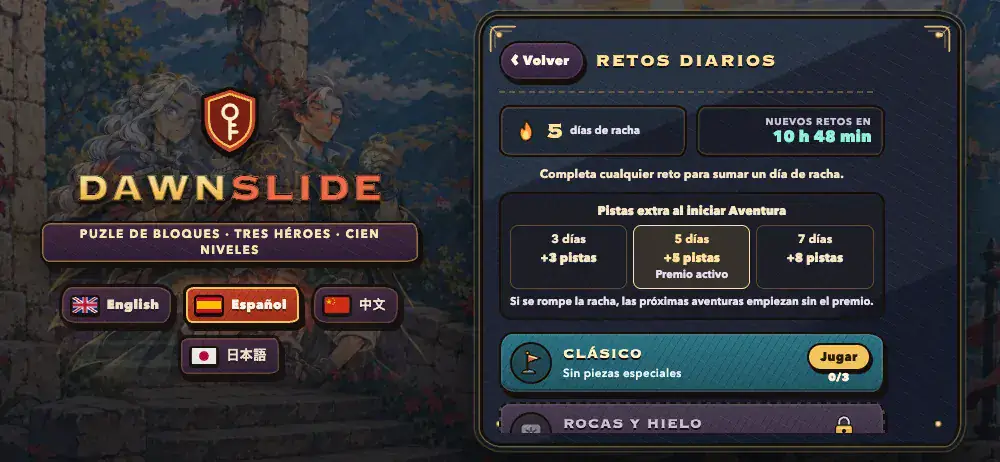 DAWNSLIDE
PUZLE DE BLOQUES · TRES HÉROES · CIEN
NIVELES
English
Español
中文
日本語
Volver
RETOS DIARIOS
5 días de racha
NUEVOS RETOS EN
10 h 48 min
Completa cualquier reto para sumar un día de racha.
Pistas extra al iniciar Aventura
3 días
+3 pistas
5 días
+5 pistas
Premio activo
7 días
+8 pistas
Si se rompe la racha, las próximas aventuras empiezan sin el premio.
CLÁSICO
Sin piezas especiales
Jugar
0/3
ROCAS Y HIELO